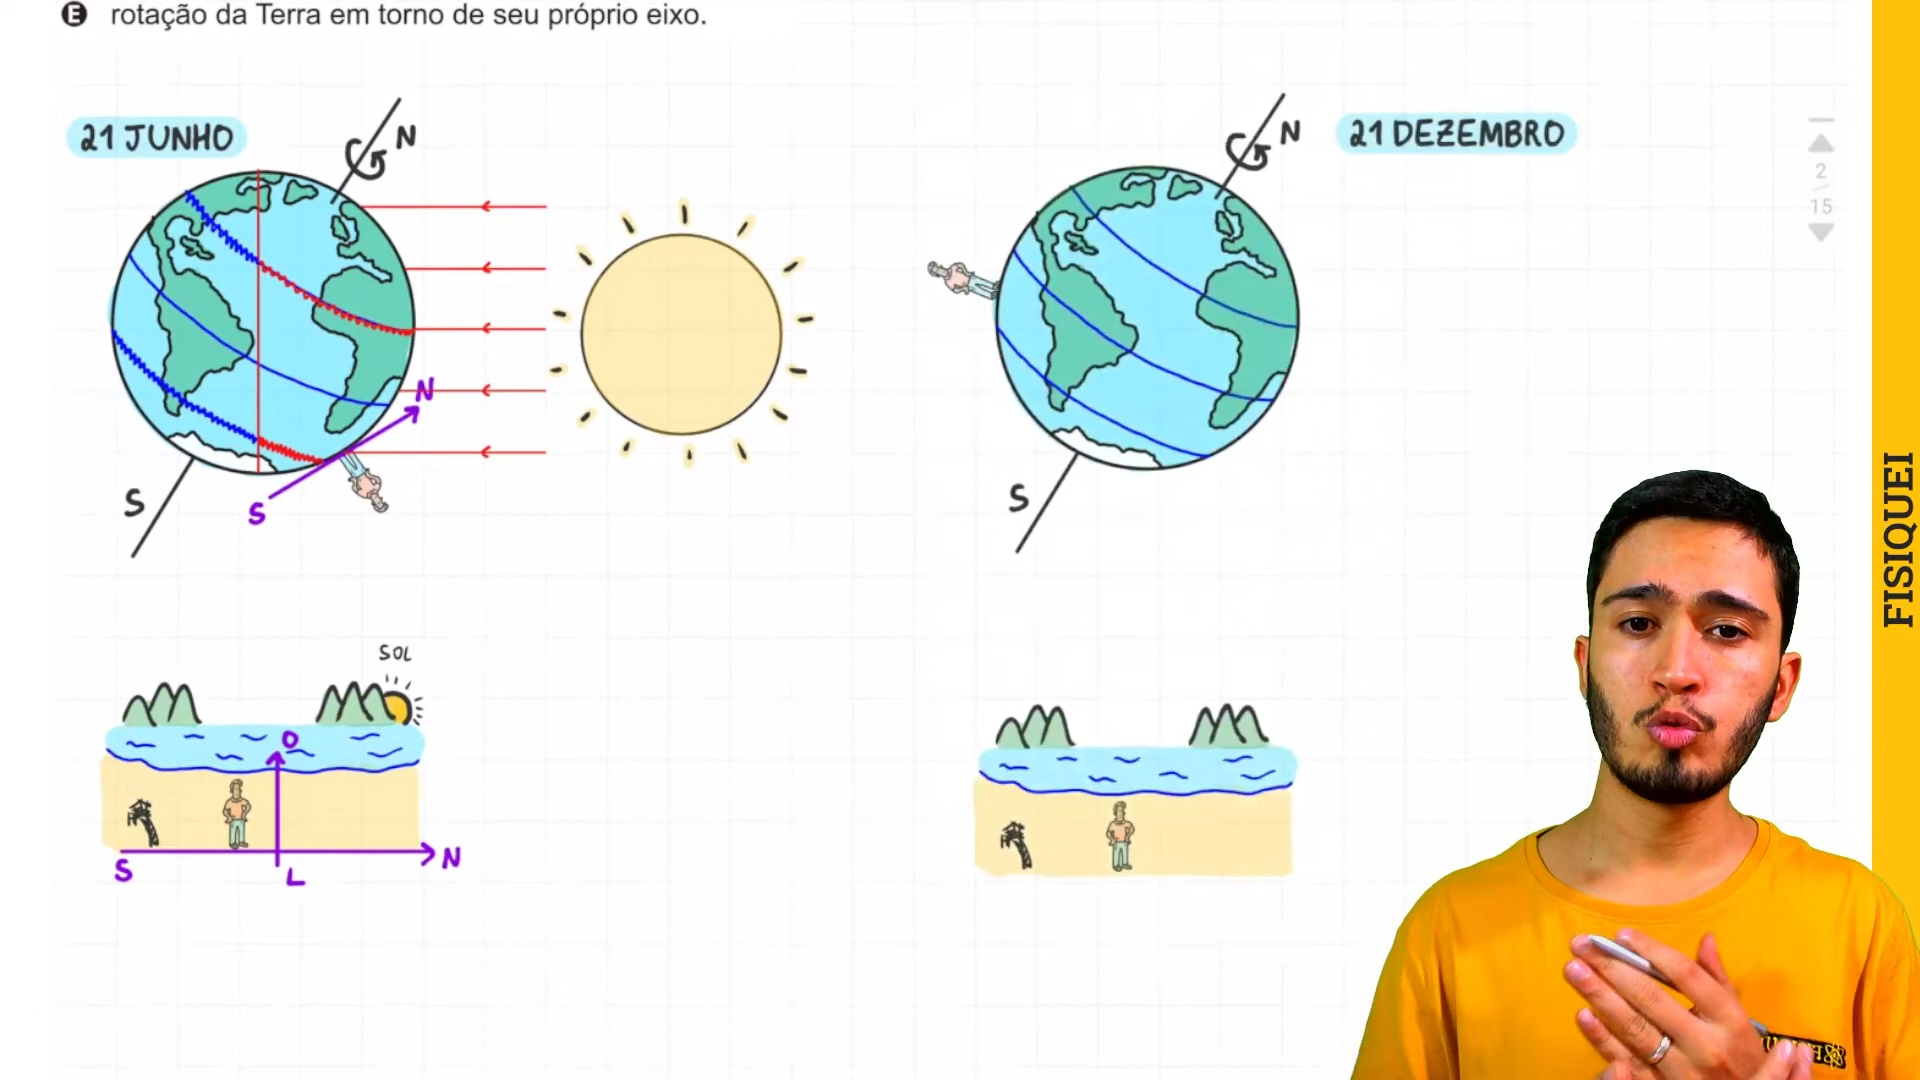 E rotação da Terra em torno de seu próprio eixo.
21 JUNHO
N
N
21 DEZEMBRO
2
15
N
S
S
S
FISIQUEI
SOL
O
S
L
N